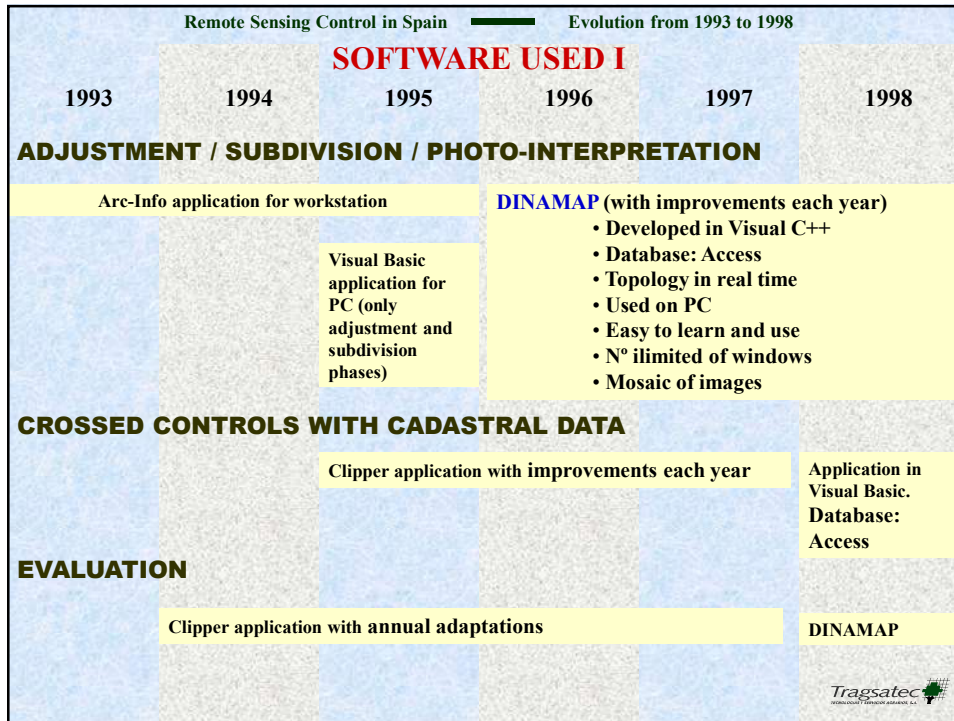 Remote Sensing Control in Spain Evolution from 1993 to 1998
SOFTWARE USED I
1993 1994 1995 1996 1997 1998
ADJUSTMENT / SUBDIVISION / PHOTO-INTERPRETATION
Arc-Info application for workstation
Visual Basic
application for
PC (only
adjustment and
subdivision
phases)
DINAMAP (with improvements each year)
• Developed in Visual C++
• Database: Access
• Topology in real time
• Used on PC
• Easy to learn and use
• Nº ilimited of windows
• Mosaic of images
CROSSED CONTROLS WITH CADASTRAL DATA
Clipper application with improvements each year
Application in
Visual Basic.
Database:
Access
EVALUATION
Clipper application with annual adaptations
DINAMAP
Tragsatec
TECNOLOGIAS Y SERVICIOS AGRARIOS, S.A.